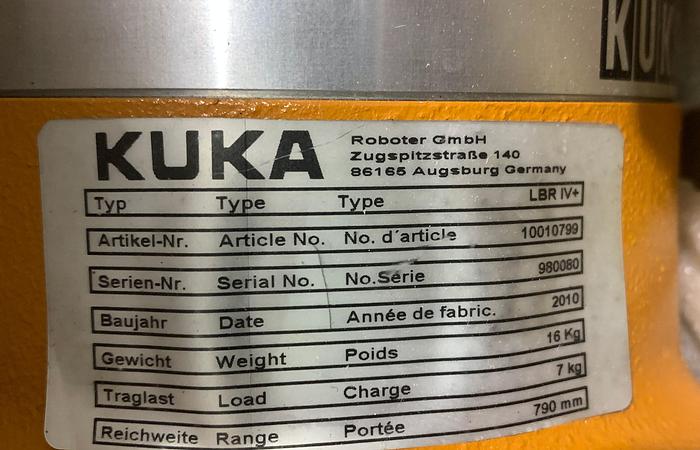 KUK
KUKA
Roboter GmbH
Zugspitzstraße 140
86165 Augsburg Germany
Typ Type Type LBR IV+
Artikel-Nr. Article No. No. d´article 10010799
Serien-Nr. Serial No. No.Série 980080
Baujahr Date Année de fabric. 2010
Gewicht Weight Poids 16 Kg
Traglast Load Charge 7 kg
Reichweite Range Portée 790 mm